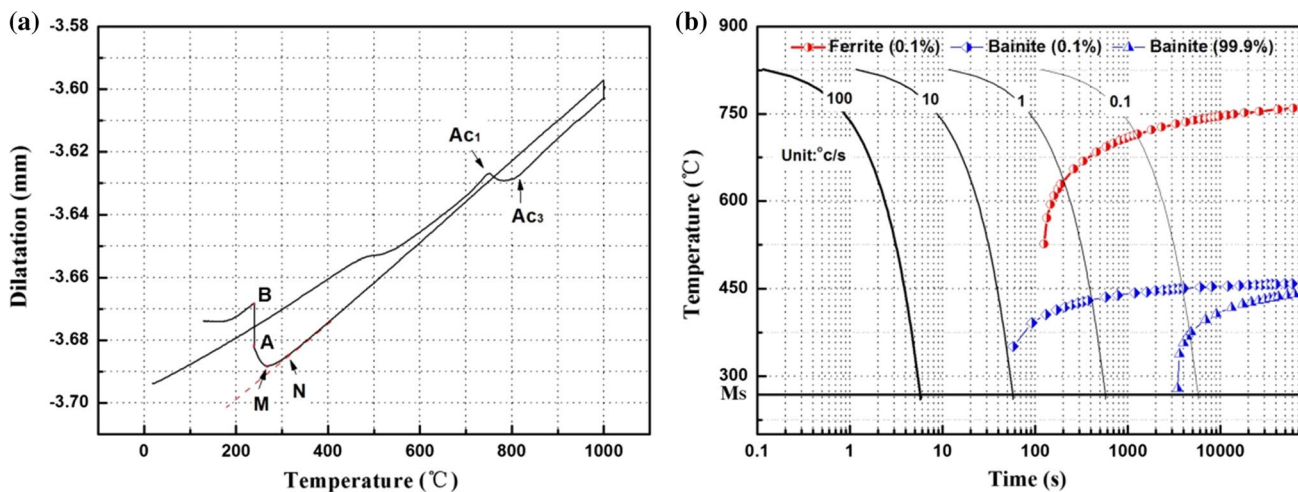 (a)
-3.58
-3.60
-3.62
-3.64
-3.66
-3.68
-3.70
Dilatation (mm)
Ac1
Ac3
B
A
M
N
0 200 400 600 800 1000
Temperature (℃)
(b)
900
750
600
450
300
Ms
Temperature (℃)
Ferrite (0.1%) Bainite (0.1%) Bainite (99.9%)
100 10 1 0.1
Unit:°c/s
0.1 1 10 100 1000 10000
Time (s)